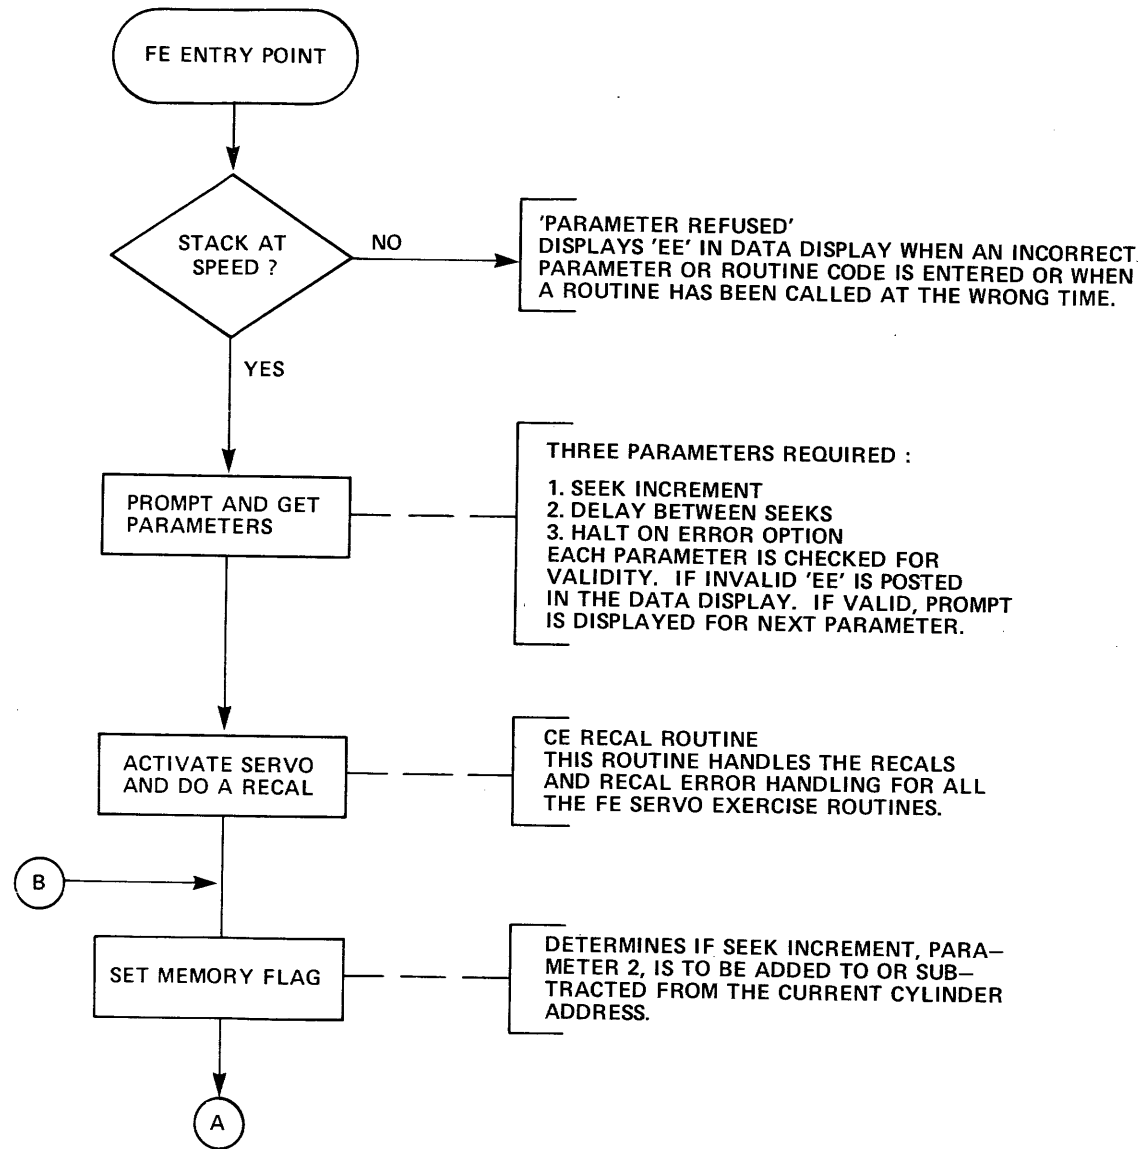 FE ENTRY POINT
STACK AT
SPEED ?
NO
'PARAMETER REFUSED'
DISPLAYS 'EE' IN DATA DISPLAY WHEN AN INCORRECT
PARAMETER OR ROUTINE CODE IS ENTERED OR WHEN
A ROUTINE HAS BEEN CALLED AT THE WRONG TIME.
YES
PROMPT AND GET
PARAMETERS
THREE PARAMETERS REQUIRED :
1. SEEK INCREMENT
2. DELAY BETWEEN SEEKS
3. HALT ON ERROR OPTION
EACH PARAMETER IS CHECKED FOR
VALIDITY. IF INVALID 'EE' IS POSTED
IN THE DATA DISPLAY. IF VALID, PROMPT
IS DISPLAYED FOR NEXT PARAMETER.
ACTIVATE SERVO
AND DO A RECAL
CE RECAL ROUTINE
THIS ROUTINE HANDLES THE RECALS
AND RECAL ERROR HANDLING FOR ALL
THE FE SERVO EXERCISE ROUTINES.
B
SET MEMORY FLAG
DETERMINES IF SEEK INCREMENT, PARA—
METER 2, IS TO BE ADDED TO OR SUB—
TRACTED FROM THE CURRENT CYLINDER
ADDRESS.
A